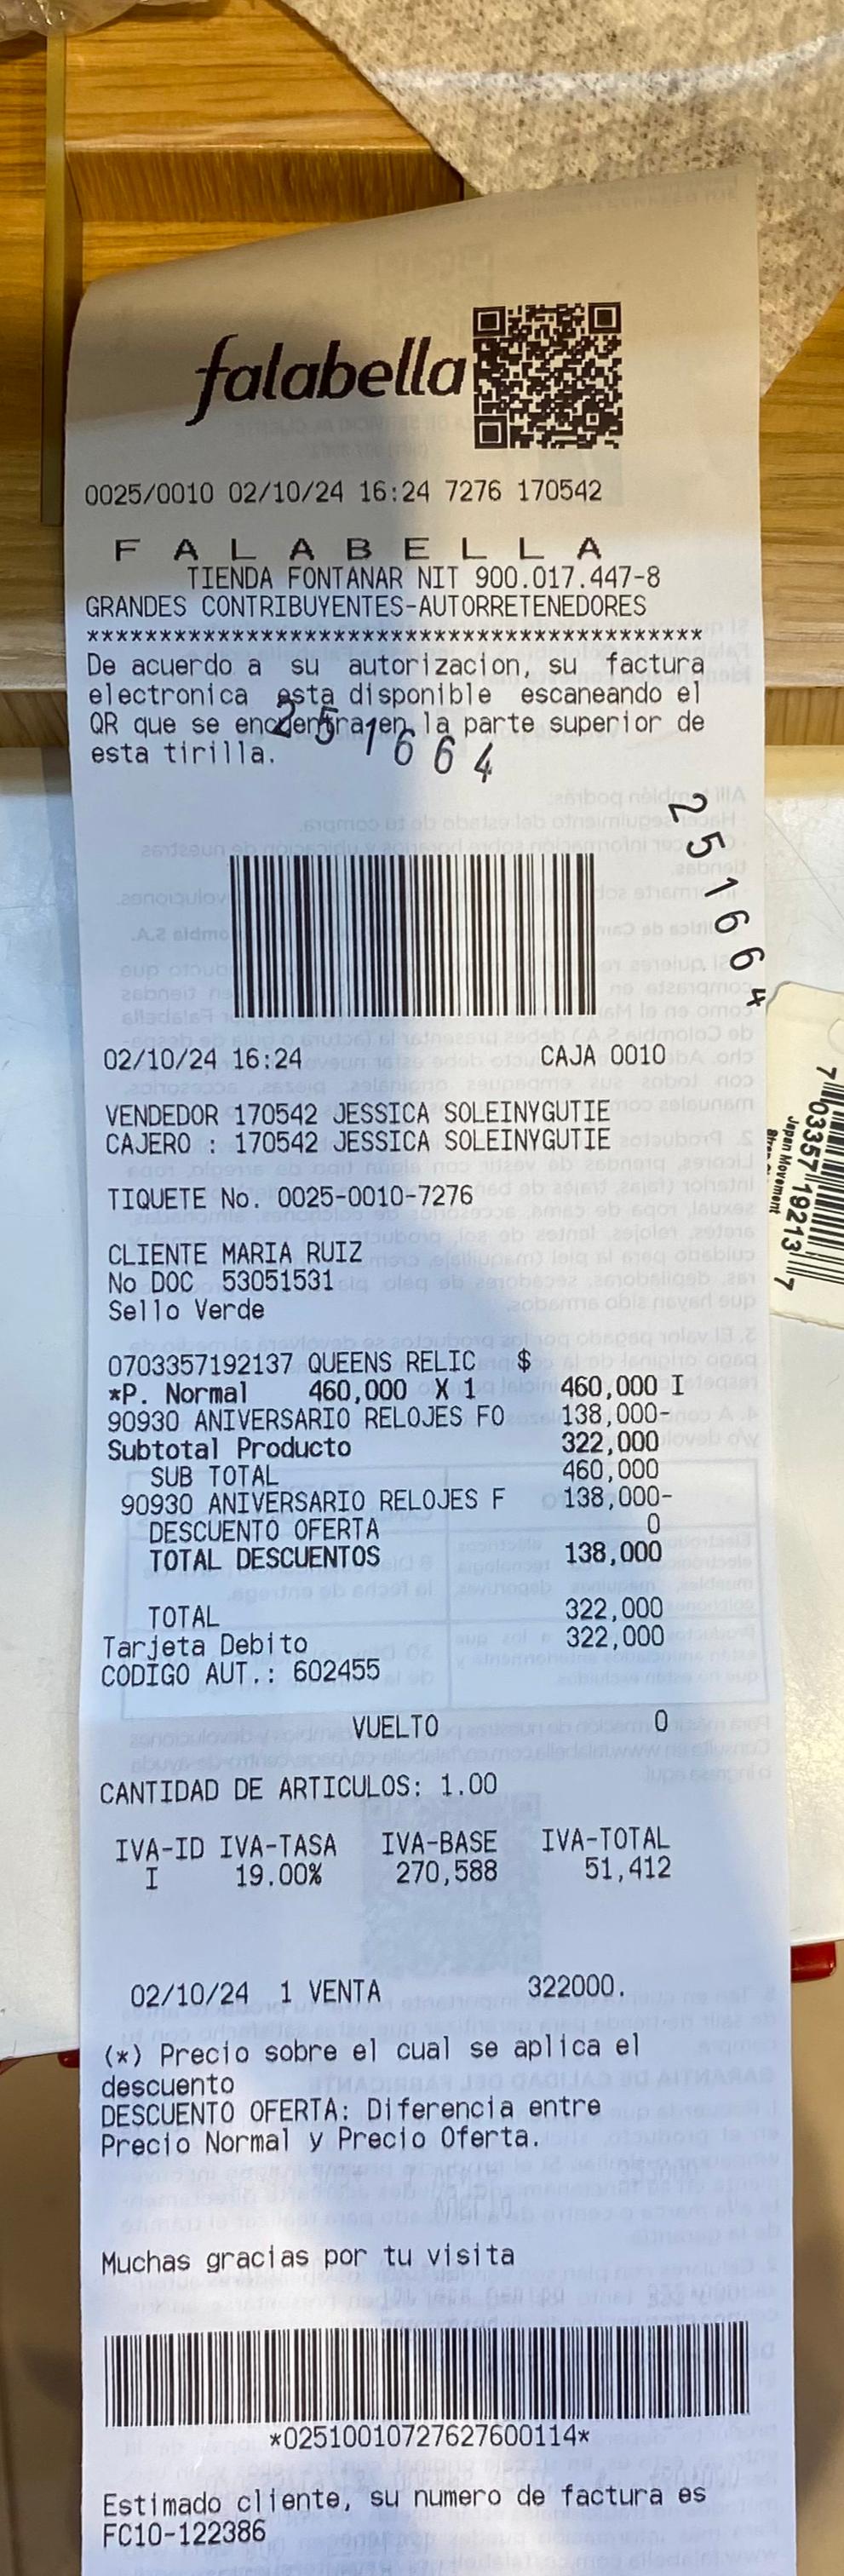 falabella
0025/0010 02/10/24 16:24 7276 170542
F A L A B E L L A
TIENDA FONTANAR NIT 900.017.447-8
GRANDES CONTRIBUYENTES-AUTORRETENEDORES
******************************************
De acuerdo a su autorizacion, su factura
electronica esta disponible escaneando el
QR que se encuentra en la parte superior de
esta tirilla.
251664
251664
02/10/24 16:24 CAJA 0010
VENDEDOR 170542 JESSICA SOLEINYGUTIE
CAJERO : 170542 JESSICA SOLEINYGUTIE
TIQUETE No. 0025-0010-7276
CLIENTE MARIA RUIZ
No DOC 53051531
Sello Verde
0703357192137 QUEENS RELIC $
*P. Normal 460,000 X 1 460,000 I
90930 ANIVERSARIO RELOJES FO 138,000-
Subtotal Producto 322,000
SUB TOTAL 460,000
90930 ANIVERSARIO RELOJES F 138,000-
DESCUENTO OFERTA 0
TOTAL DESCUENTOS 138,000
TOTAL 322,000
Tarjeta Debito 322,000
CODIGO AUT.: 602455
VUELTO 0
CANTIDAD DE ARTICULOS: 1.00
IVA-ID IVA-TASA IVA-BASE IVA-TOTAL
I 19.00% 270,588 51,412
02/10/24 1 VENTA 322000.
(*) Precio sobre el cual se aplica el
descuento
DESCUENTO OFERTA: Diferencia entre
Precio Normal y Precio Oferta.
Muchas gracias por tu visita
*02510010727627600114*
Estimado cliente, su numero de factura es
FC10-122386
7 03357 19213 7
Japan Movement